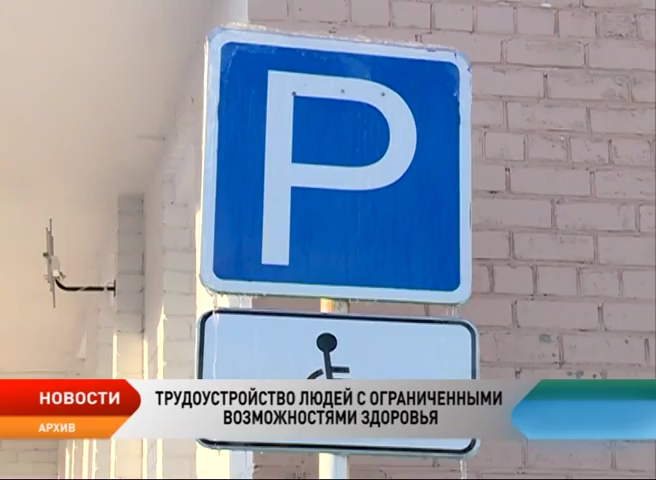 P
НОВОСТИ
АРХИВ
ТРУДОУСТРОЙСТВО ЛЮДЕЙ С ОГРАНИЧЕННЫМИ
ВОЗМОЖНОСТЯМИ ЗДОРОВЬЯ